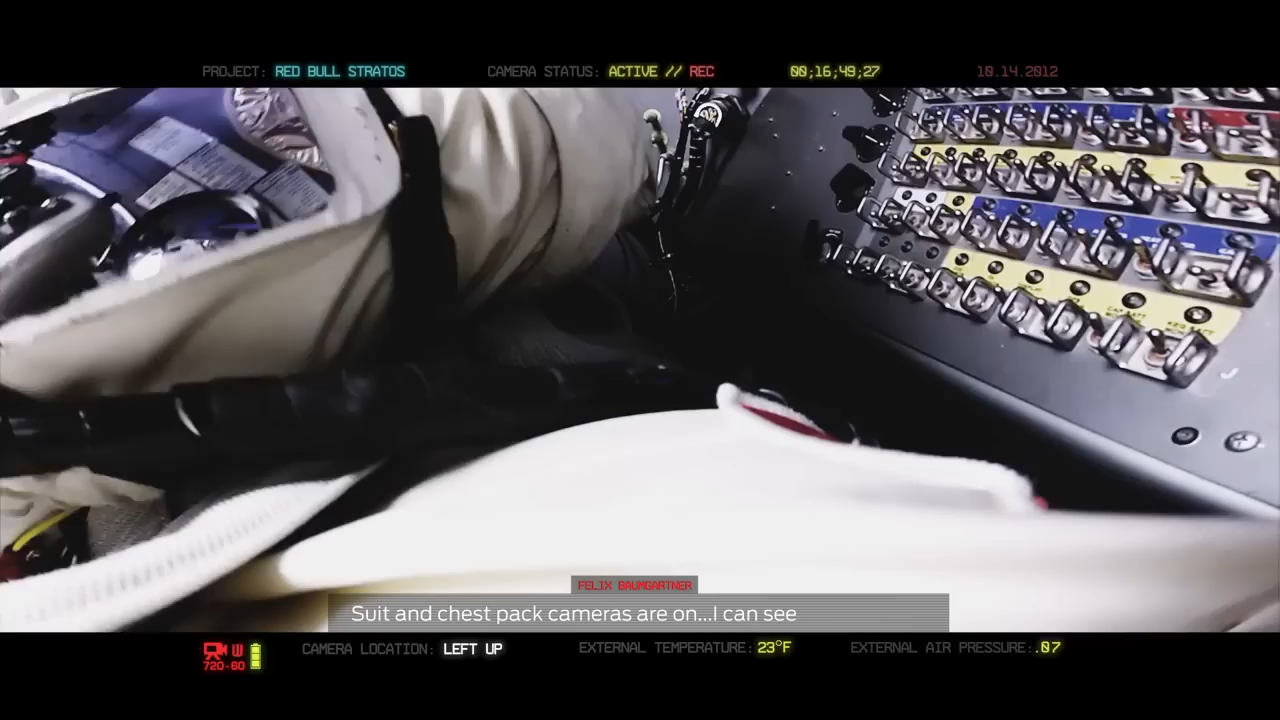 PROJECT: RED BULL STRATOS
CAMERA STATUS: ACTIVE // REC
00;16;49;27
10.14.2012
FELIX BAUMGARTNER
Suit and chest pack cameras are on...I can see
W
720-60
CAMERA LOCATION: LEFT UP
EXTERNAL TEMPERATURE: 23°F
EXTERNAL AIR PRESSURE: .07